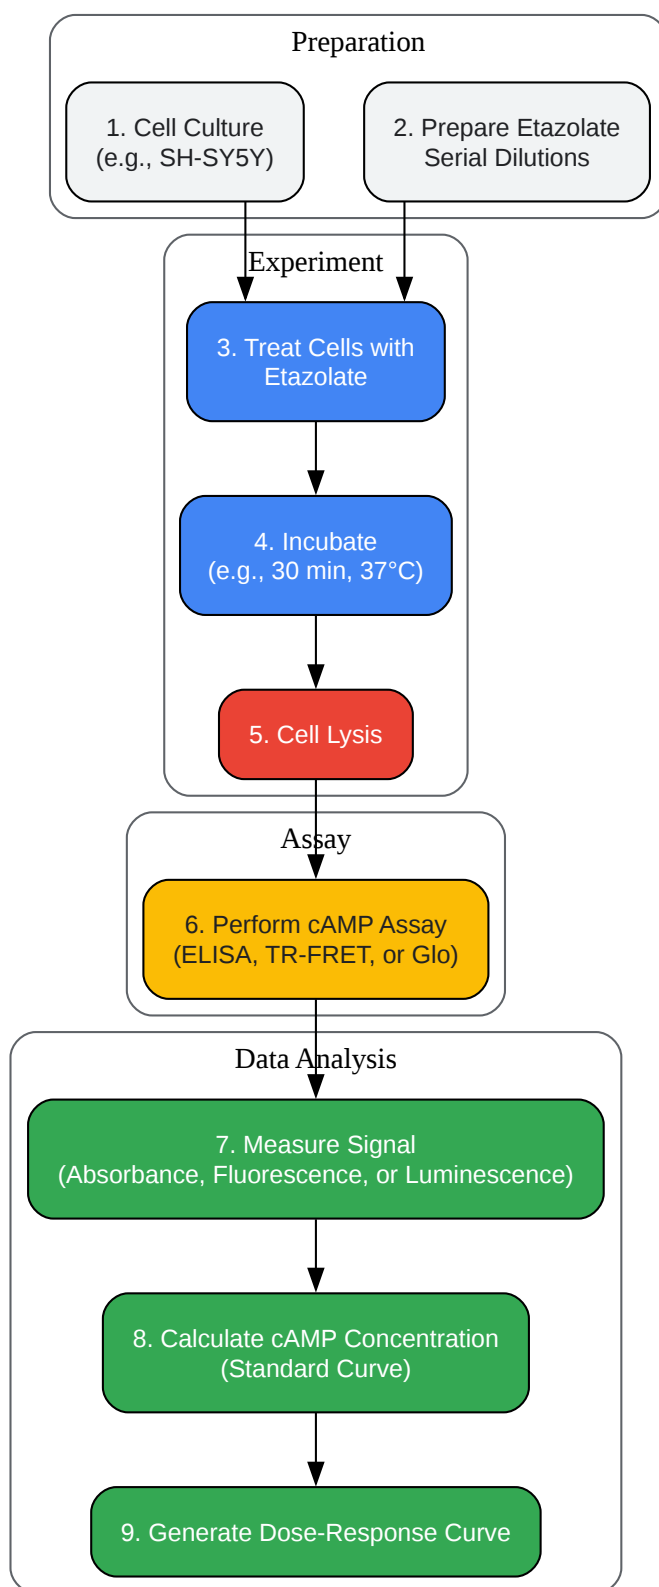 Preparation
1. Cell Culture
(e.g., SH-SY5Y)
2. Prepare Etazolate
Serial Dilutions
Experiment
3. Treat Cells with
Etazolate
4. Incubate
(e.g., 30 min, 37°C)
5. Cell Lysis
Assay
6. Perform cAMP Assay
(ELISA, TR-FRET, or Glo)
Data Analysis
7. Measure Signal
(Absorbance, Fluorescence, or Luminescence)
8. Calculate cAMP Concentration
(Standard Curve)
9. Generate Dose-Response Curve